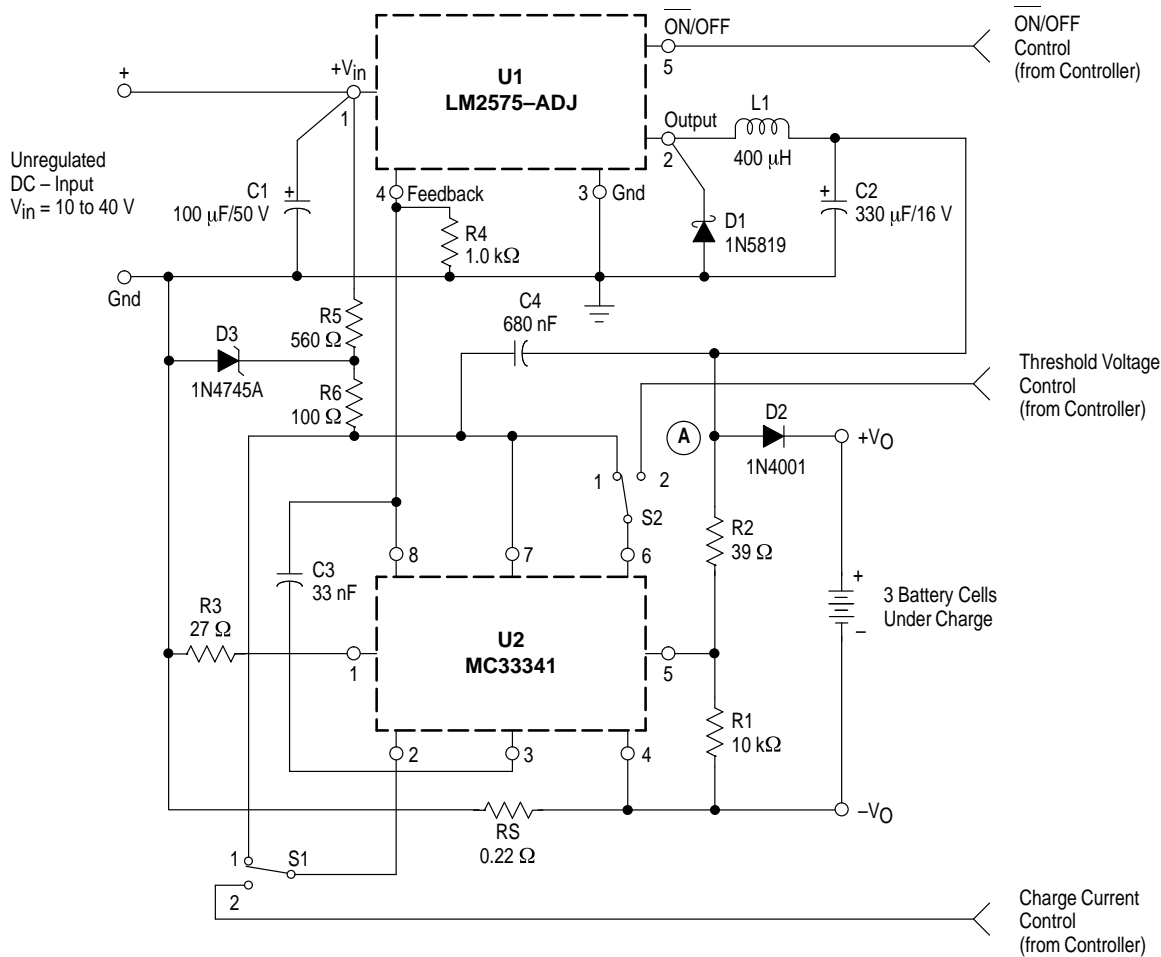 ON/OFF
5
ON/OFF
Control
(from Controller)
+
+Vin
1
U1
LM2575–ADJ
Output
2
L1
400 µH
Unregulated
DC – Input
Vin = 10 to 40 V
C1
100 µF/50 V
+
4
Feedback
3
Gnd
R4
1.0 kΩ
D1
1N5819
+
C2
330 µF/16 V
Gnd
R5
560 Ω
C4
680 nF
D3
1N4745A
R6
100 Ω
Threshold Voltage
Control
(from Controller)
A
D2
1N4001
+VO
1
2
S2
R2
39 Ω
8
7
6
C3
33 nF
R3
27 Ω
1
U2
MC33341
5
+
–
3 Battery Cells
Under Charge
R1
10 kΩ
2
3
4
RS
0.22 Ω
–VO
1
S1
2
Charge Current
Control
(from Controller)